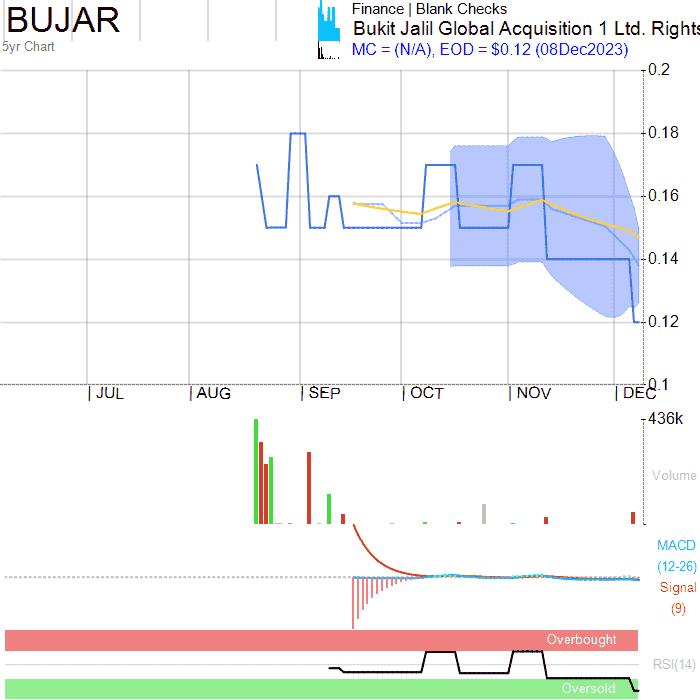 BUJAR
5yr Chart
Finance | Blank Checks
Bukit Jalil Global Acquisition 1 Ltd. Rights
MC = (N/A), EOD = $0.12 (08Dec2023)
0.2
0.18
0.16
0.14
0.12
0.1
JUL AUG SEP OCT NOV DEC
436k
Volume
MACD
(12-26)
Signal
(9)
Overbought
RSI(14)
Oversold